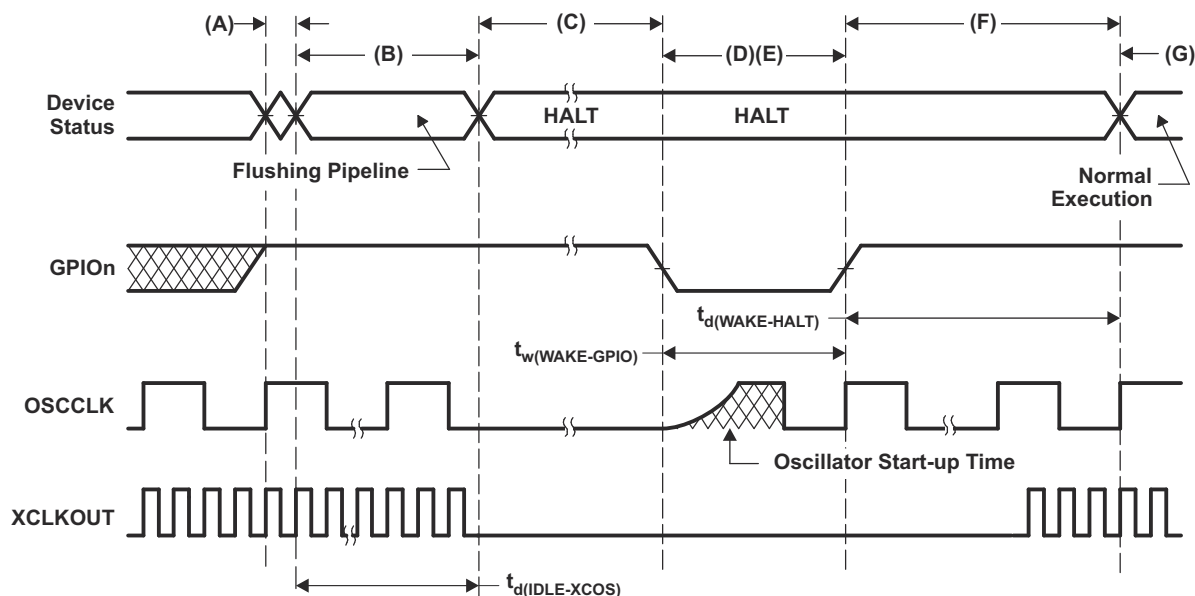 (A)
(B)
(C)
(D)(E)
(F)
(G)
Device
Status
HALT
HALT
Flushing Pipeline
Normal
Execution
GPIOn
td(WAKE-HALT)
tw(WAKE-GPIO)
OSCCLK
Oscillator Start-up Time
XCLKOUT
td(IDLE-XCOS)